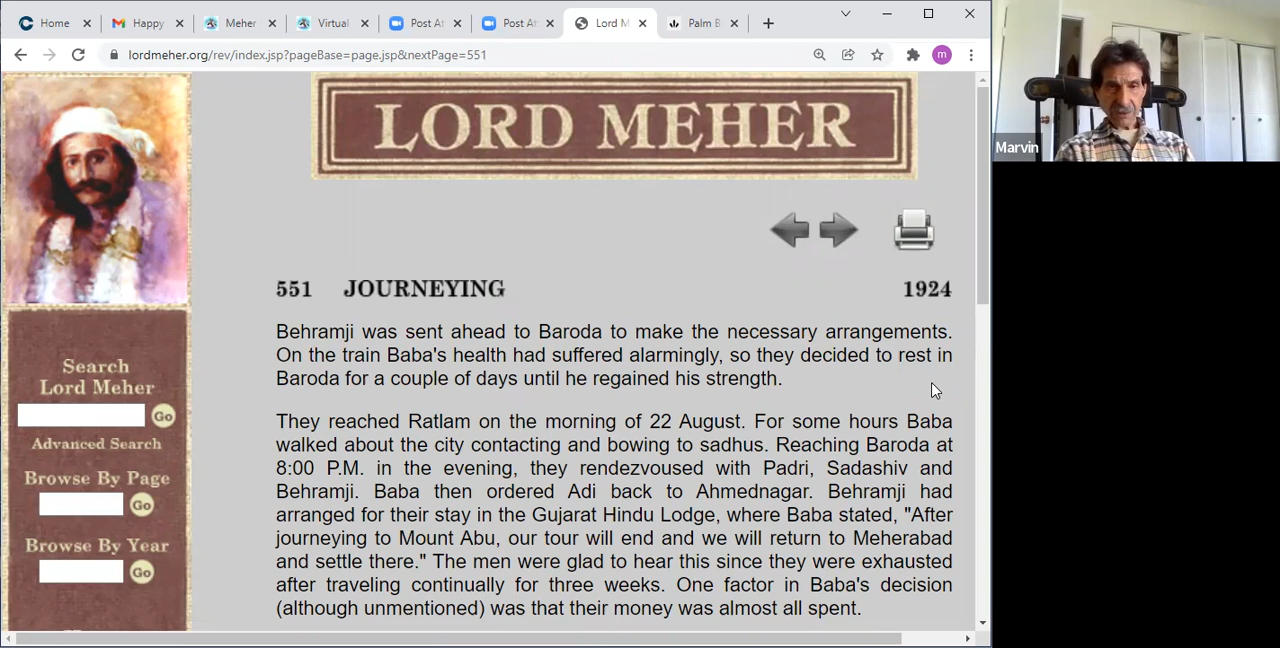 Home
Happy
Meher
Virtual
Post At
Post At
Lord M
Palm B
lordmeher.org/rev/index.jsp?pageBase=page.jsp&nextPage=551
m
Marvin
LORD MEHER
551 JOURNEYING 1924
Behramji was sent ahead to Baroda to make the necessary arrangements.
On the train Baba's health had suffered alarmingly, so they decided to rest in
Baroda for a couple of days until he regained his strength.
They reached Ratlam on the morning of 22 August. For some hours Baba
walked about the city contacting and bowing to sadhus. Reaching Baroda at
8:00 P.M. in the evening, they rendezvoused with Padri, Sadashiv and
Behramji. Baba then ordered Adi back to Ahmednagar. Behramji had
arranged for their stay in the Gujarat Hindu Lodge, where Baba stated, "After
journeying to Mount Abu, our tour will end and we will return to Meherabad
and settle there." The men were glad to hear this since they were exhausted
after traveling continually for three weeks. One factor in Baba's decision
(although unmentioned) was that their money was almost all spent.
Search
Lord Meher
Go
Advanced Search
Browse By Page
Go
Browse By Year
Go